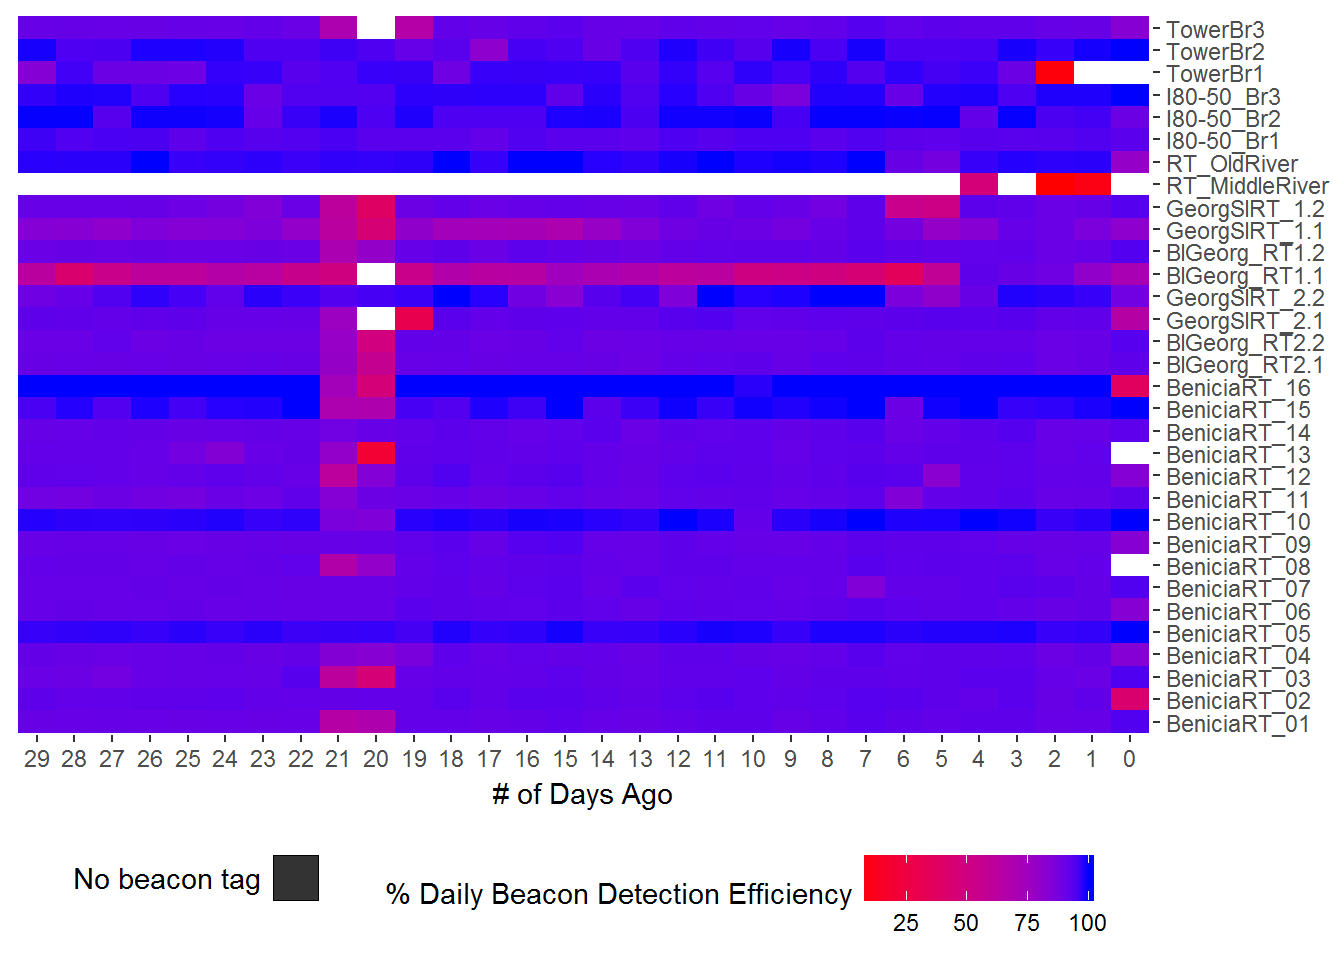 TowerBr3
TowerBr2
TowerBr1
I80-50_Br3
I80-50_Br2
I80-50_Br1
RT_OldRiver
RT_MiddleRiver
GeorgSlRT_1.2
GeorgSlRT_1.1
BlGeorg_RT1.2
BlGeorg_RT1.1
GeorgSlRT_2.2
GeorgSlRT_2.1
BlGeorg_RT2.2
BlGeorg_RT2.1
BeniciaRT_16
BeniciaRT_15
BeniciaRT_14
BeniciaRT_13
BeniciaRT_12
BeniciaRT_11
BeniciaRT_10
BeniciaRT_09
BeniciaRT_08
BeniciaRT_07
BeniciaRT_06
BeniciaRT_05
BeniciaRT_04
BeniciaRT_03
BeniciaRT_02
BeniciaRT_01
29 28 27 26 25 24 23 22 21 20 19 18 17 16 15 14 13 12 11 10 9 8 7 6 5 4 3 2 1 0
# of Days Ago
No beacon tag
% Daily Beacon Detection Efficiency
25 50 75 100